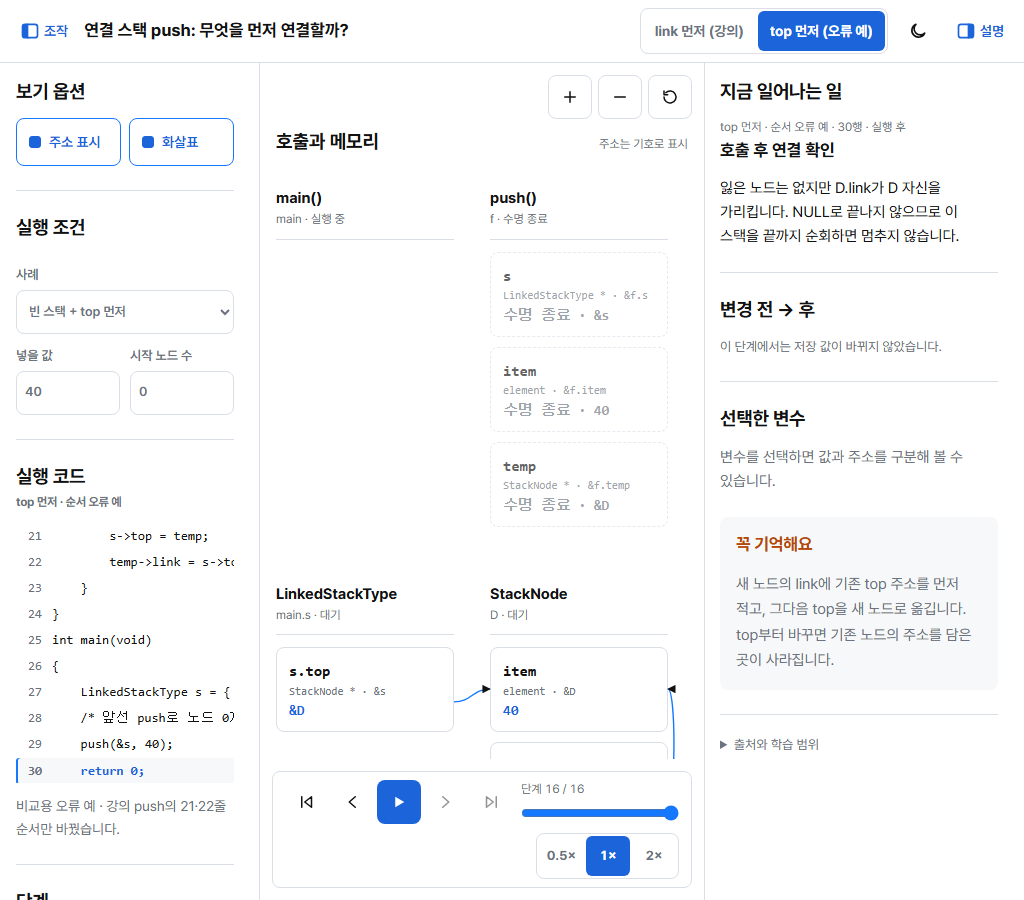 조작
연결 스택 push: 무엇을 먼저 연결할까?
link 먼저 (강의)
top 먼저 (오류 예)
설명
보기 옵션
주소 표시
화살표
실행 조건
사례
빈 스택 + top 먼저
넣을 값
시작 노드 수
40
0
실행 코드
top 먼저 · 순서 오류 예
21 s->top = temp;
22 temp->link = s->to
23 }
24 }
25 int main(void)
26 {
27 LinkedStackType s = {
28 /* 앞선 push로 노드 0
29 push(&s, 40);
30 return 0;
비교용 오류 예 · 강의 push의 21·22줄
순서만 바꿨습니다.
호출과 메모리
주소는 기호로 표시
main()
main · 실행 중
push()
f · 수명 종료
s
LinkedStackType * · &f.s
수명 종료 · &s
item
element · &f.item
수명 종료 · 40
temp
StackNode * · &f.temp
수명 종료 · &D
LinkedStackType
main.s · 대기
StackNode
D · 대기
s.top
StackNode * · &s
&D
item
element · &D
40
단계 16 / 16
0.5×
1×
2×
지금 일어나는 일
top 먼저 · 순서 오류 예 · 30행 · 실행 후
호출 후 연결 확인
잃은 노드는 없지만 D.link가 D 자신을
가리킵니다. NULL로 끝나지 않으므로 이
스택을 끝까지 순회하면 멈추지 않습니다.
변경 전 → 후
이 단계에서는 저장 값이 바뀌지 않았습니다.
선택한 변수
변수를 선택하면 값과 주소를 구분해 볼 수
있습니다.
꼭 기억해요
새 노드의 link에 기존 top 주소를 먼저
적고, 그다음 top을 새 노드로 옮깁니다.
top부터 바꾸면 기존 노드의 주소를 담은
곳이 사라집니다.
출처와 학습 범위